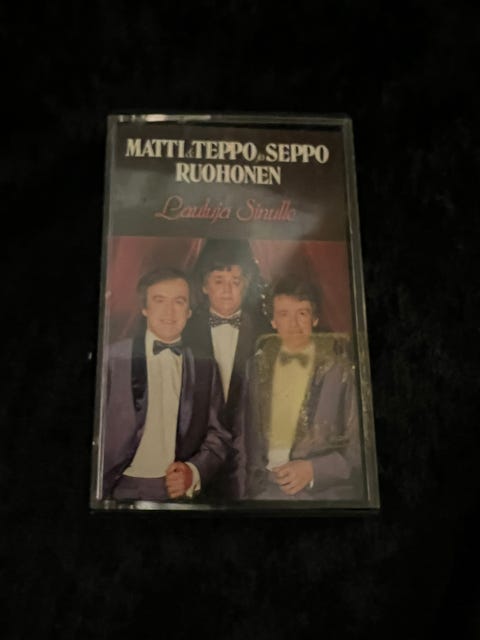 MATTI & TEPPO ja SEPPO
RUOHONEN
Lauluja Sinulle